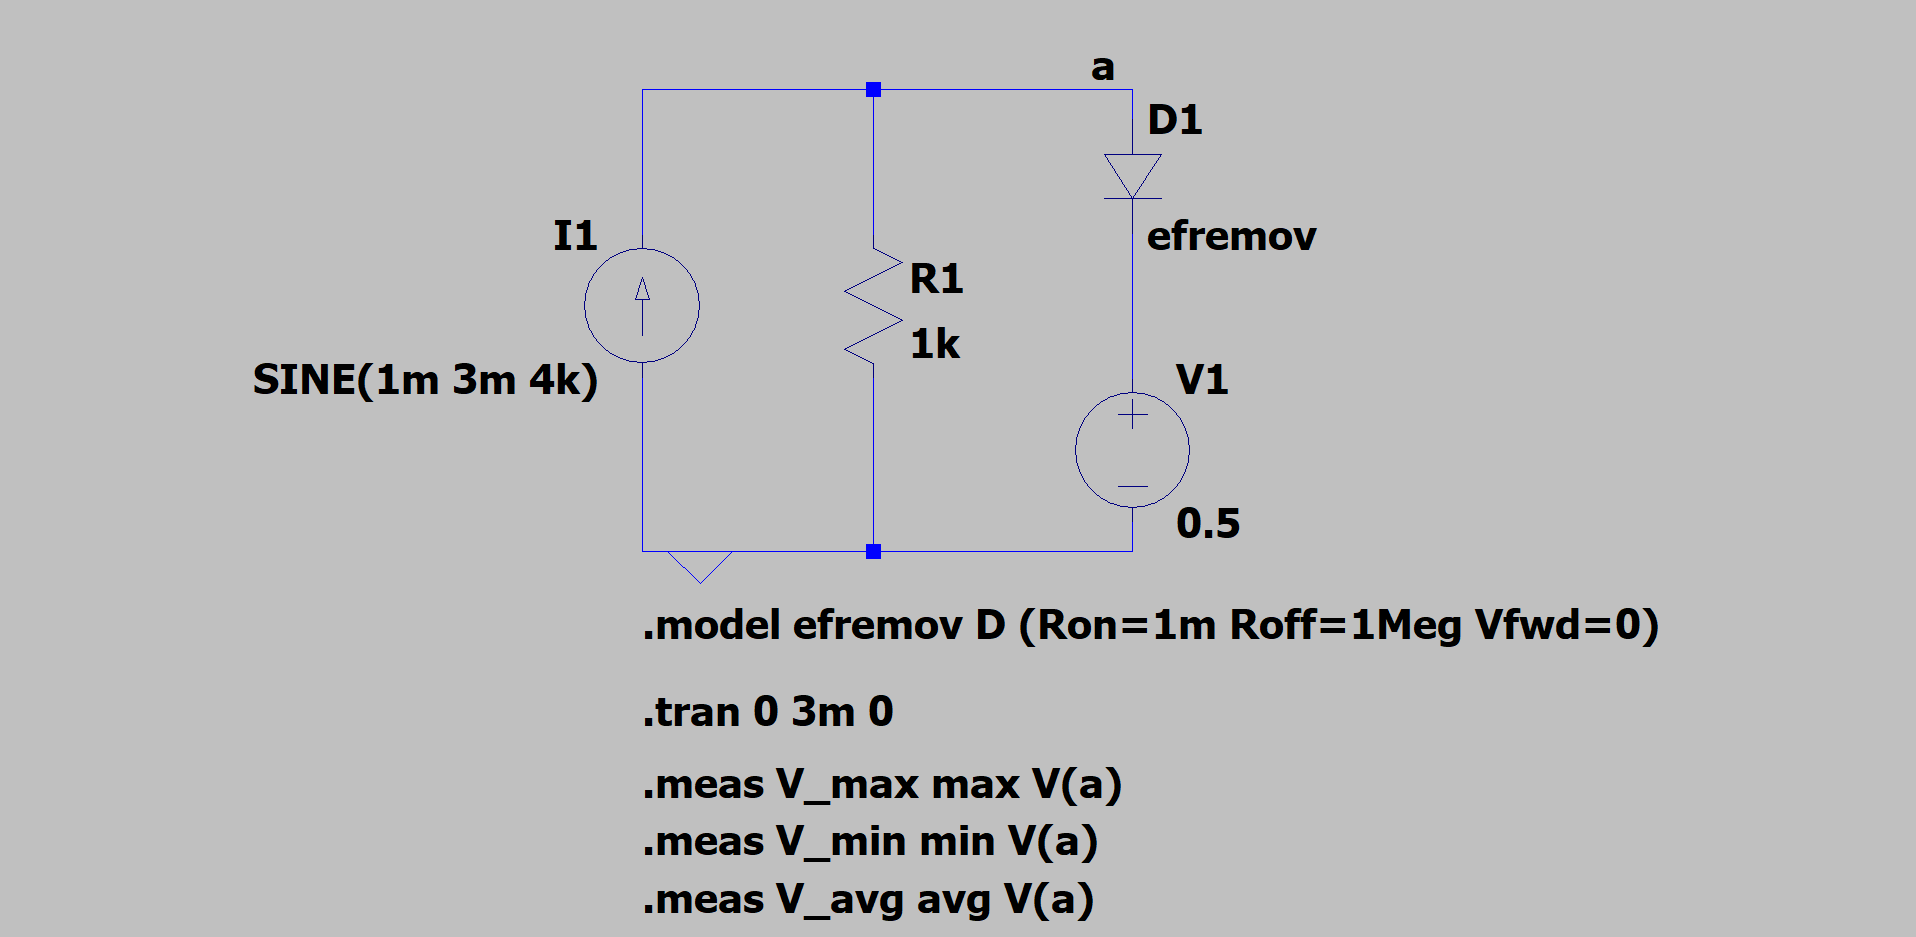 a
D1
I1
efremov
R1
1k
SINE(1m 3m 4k)
V1
0.5
.model efremov D (Ron=1m Roff=1Meg Vfwd=0)
.tran 0 3m 0
.meas V_max max V(a)
.meas V_min min V(a)
.meas V_avg avg V(a)